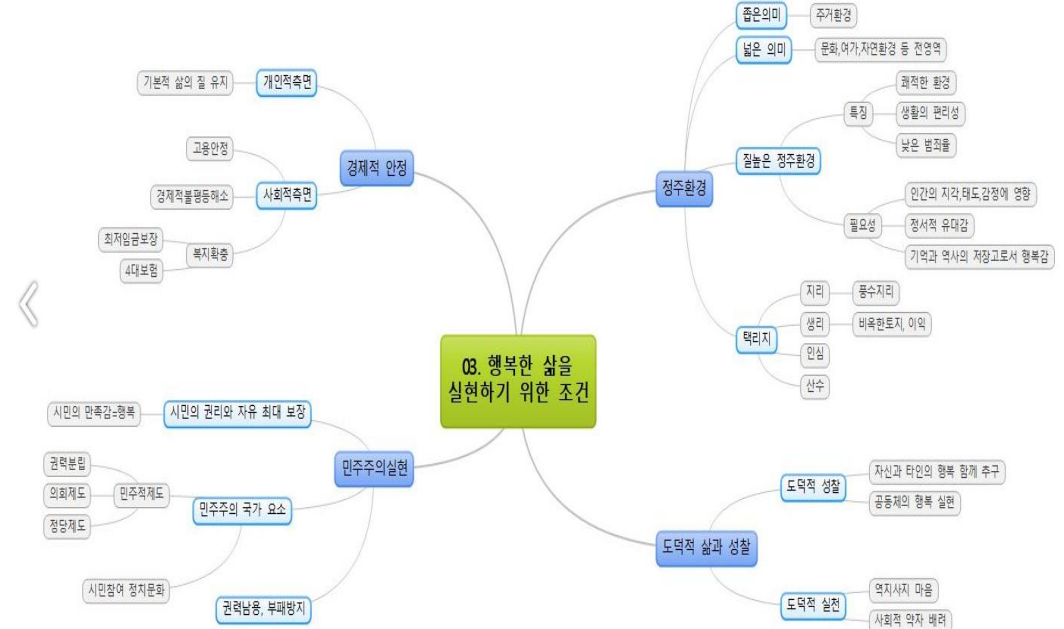 03. 행복한 삶을
실현하기 위한 조건
경제적 안정
개인적측면
기본적 삶의 질 유지
사회적측면
고용안정
경제적불평등해소
복지확충
최저임금보장
4대보험
정주환경
좁은의미
주거환경
넓은 의미
문화,여가,자연환경 등 전영역
질높은 정주환경
특징
쾌적한 환경
생활의 편리성
낮은 범죄율
필요성
인간의 지각,태도,감정에 영향
정서적 유대감
기억과 역사의 저장고로서 행복감
택리지
지리
풍수지리
생리
비옥한토지, 이익
인심
산수
민주주의실현
시민의 권리와 자유 최대 보장
시민의 만족감=행복
민주주의 국가 요소
민주적제도
권력분립
의회제도
정당제도
시민참여 정치문화
권력남용, 부패방지
도덕적 삶과 성찰
도덕적 성찰
자신과 타인의 행복 함께 추구
공동체의 행복 실현
도덕적 실천
역지사지 마음
사회적 약자 배려